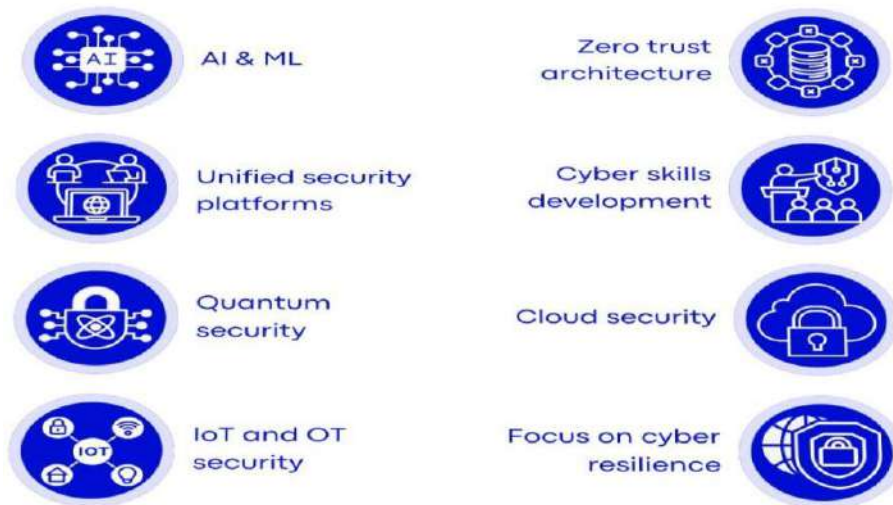 AI
AI & ML
Unified security
platforms
Quantum
security
IOT
IoT and OT
security
Zero trust
architecture
Cyber skills
development
Cloud security
Focus on cyber
resilience